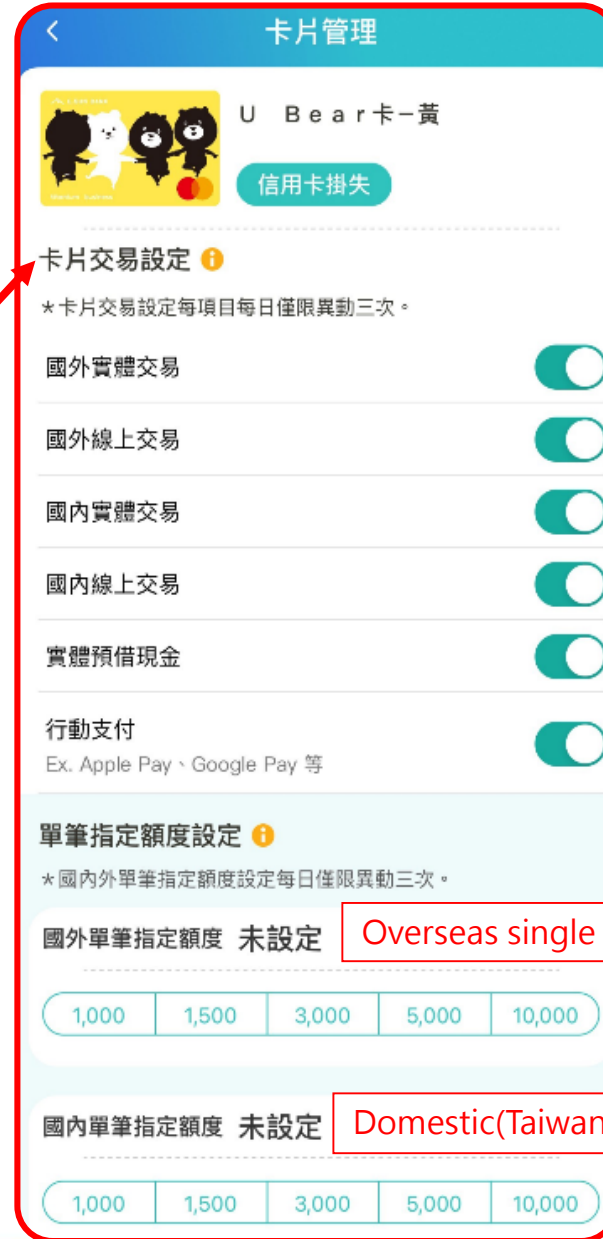 卡片管理
U Bear卡－黃
信用卡掛失
卡片交易設定
*卡片交易設定每項目每日僅限異動三次。
國外實體交易
國外線上交易
國內實體交易
國內線上交易
實體預借現金
行動支付
Ex. Apple Pay、Google Pay 等
單筆指定額度設定
*國內外單筆指定額度設定每日僅限異動三次。
國外單筆指定額度 未設定 Overseas single
1,000 1,500 3,000 5,000 10,000
國內單筆指定額度 未設定 Domestic(Taiwan
1,000 1,500 3,000 5,000 10,000